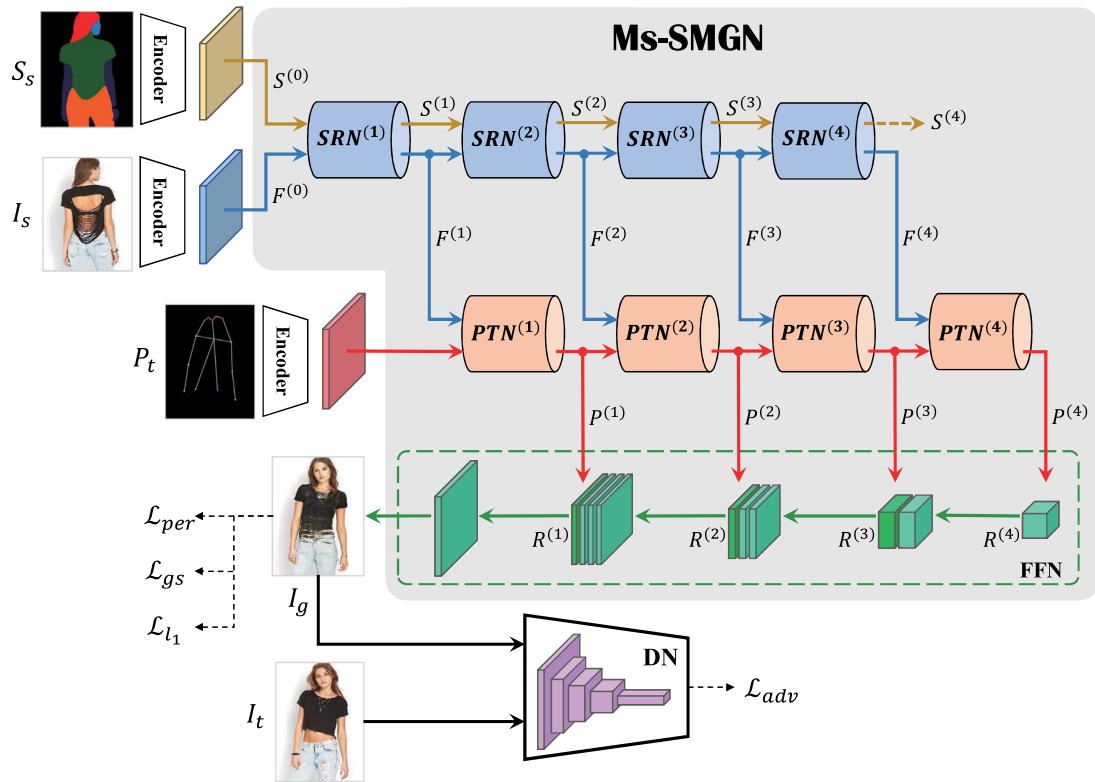 Ms-SMGN
S_s
Encoder
S^(0)
SRN^(1)
S^(1)
SRN^(2)
S^(2)
SRN^(3)
S^(3)
SRN^(4)
S^(4)
I_s
Encoder
F^(0)
F^(1)
F^(2)
F^(3)
F^(4)
P_t
Encoder
PTN^(1)
PTN^(2)
PTN^(3)
PTN^(4)
P^(1)
P^(2)
P^(3)
P^(4)
R^(1)
R^(2)
R^(3)
R^(4)
FFN
ℒ_per
ℒ_gs
ℒ_l_1
I_g
DN
I_t
ℒ_adv